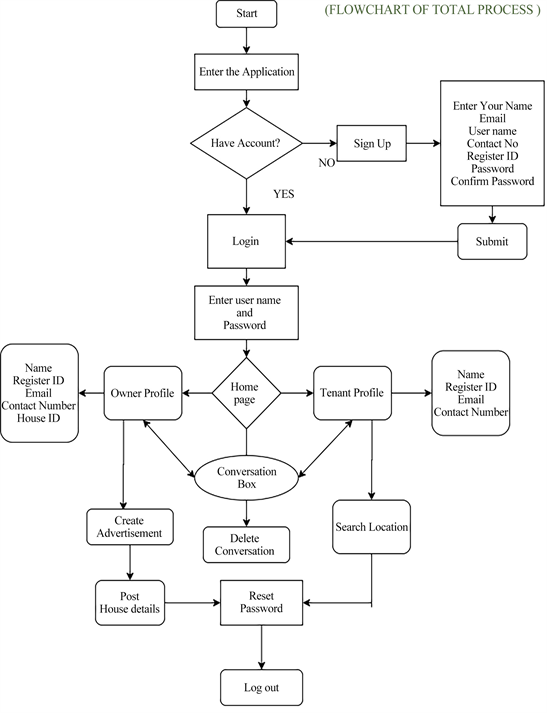 Start
(FLOWCHART OF TOTAL PROCESS )
Enter the Application
Have Account?
NO
Sign Up
Enter Your Name
Email
User name
Contact No
Register ID
Password
Confirm Password
YES
Login
Submit
Enter user name
and
Password
Name
Register ID
Email
Contact Number
House ID
Owner Profile
Home
page
Tenant Profile
Name
Register ID
Email
Contact Number
Conversation
Box
Create
Advertisement
Delete
Conversation
Search Location
Post
House details
Reset
Password
Log out